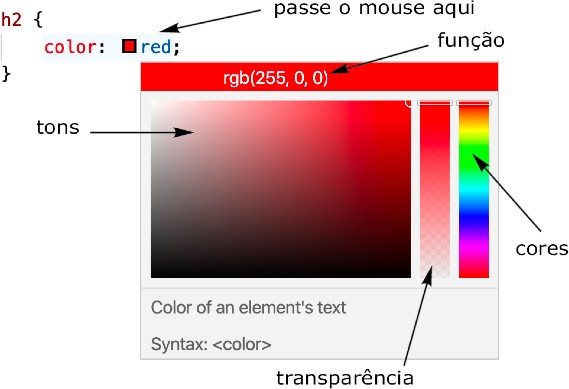 passe o mouse aqui
h2 {
color: red;
}
função
rgb(255, 0, 0)
tons
cores
Color of an element's text
Syntax: <color>
transparência